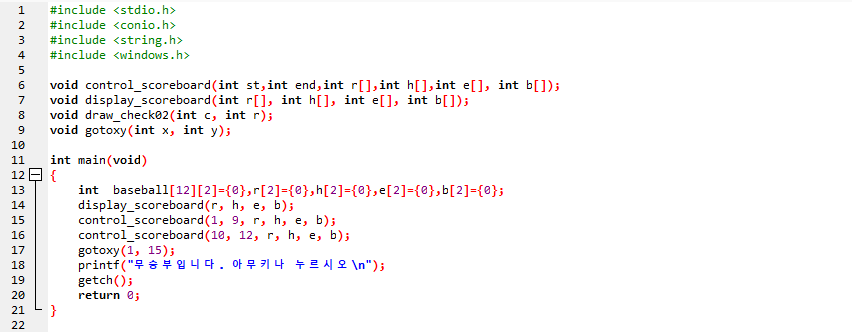 1 #include <stdio.h>
2 #include <conio.h>
3 #include <string.h>
4 #include <windows.h>
5
6 void control_scoreboard(int st,int end,int r[],int h[],int e[], int b[]);
7 void display_scoreboard(int r[], int h[], int e[], int b[]);
8 void draw_check02(int c, int r);
9 void gotoxy(int x, int y);
10
11 int main(void)
12 {
13 int  baseball[12][2]={0},r[2]={0},h[2]={0},e[2]={0},b[2]={0};
14 display_scoreboard(r, h, e, b);
15 control_scoreboard(1, 9, r, h, e, b);
16 control_scoreboard(10, 12, r, h, e, b);
17 gotoxy(1, 15);
18 printf("무승부입니다. 아무키나 누르시오\n");
19 getch();
20 return 0;
21 }
22